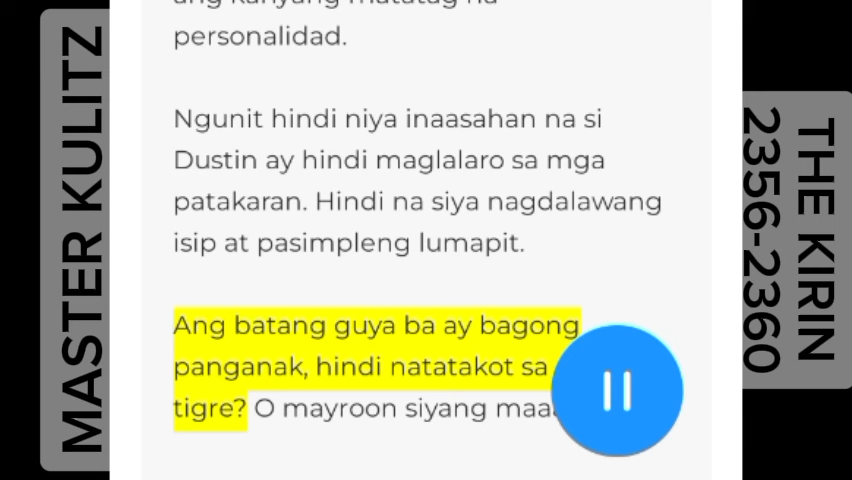 MASTER KULITZ
personalidad.
Ngunit hindi niya inaasahan na si
Dustin ay hindi maglalaro sa mga
patakaran. Hindi na siya nagdalawang
isip at pasimpleng lumapit.
Ang batang guya ba ay bagong
panganak, hindi natatakot sa
tigre? O mayroon siyang
THE KIRIN
2356-2360